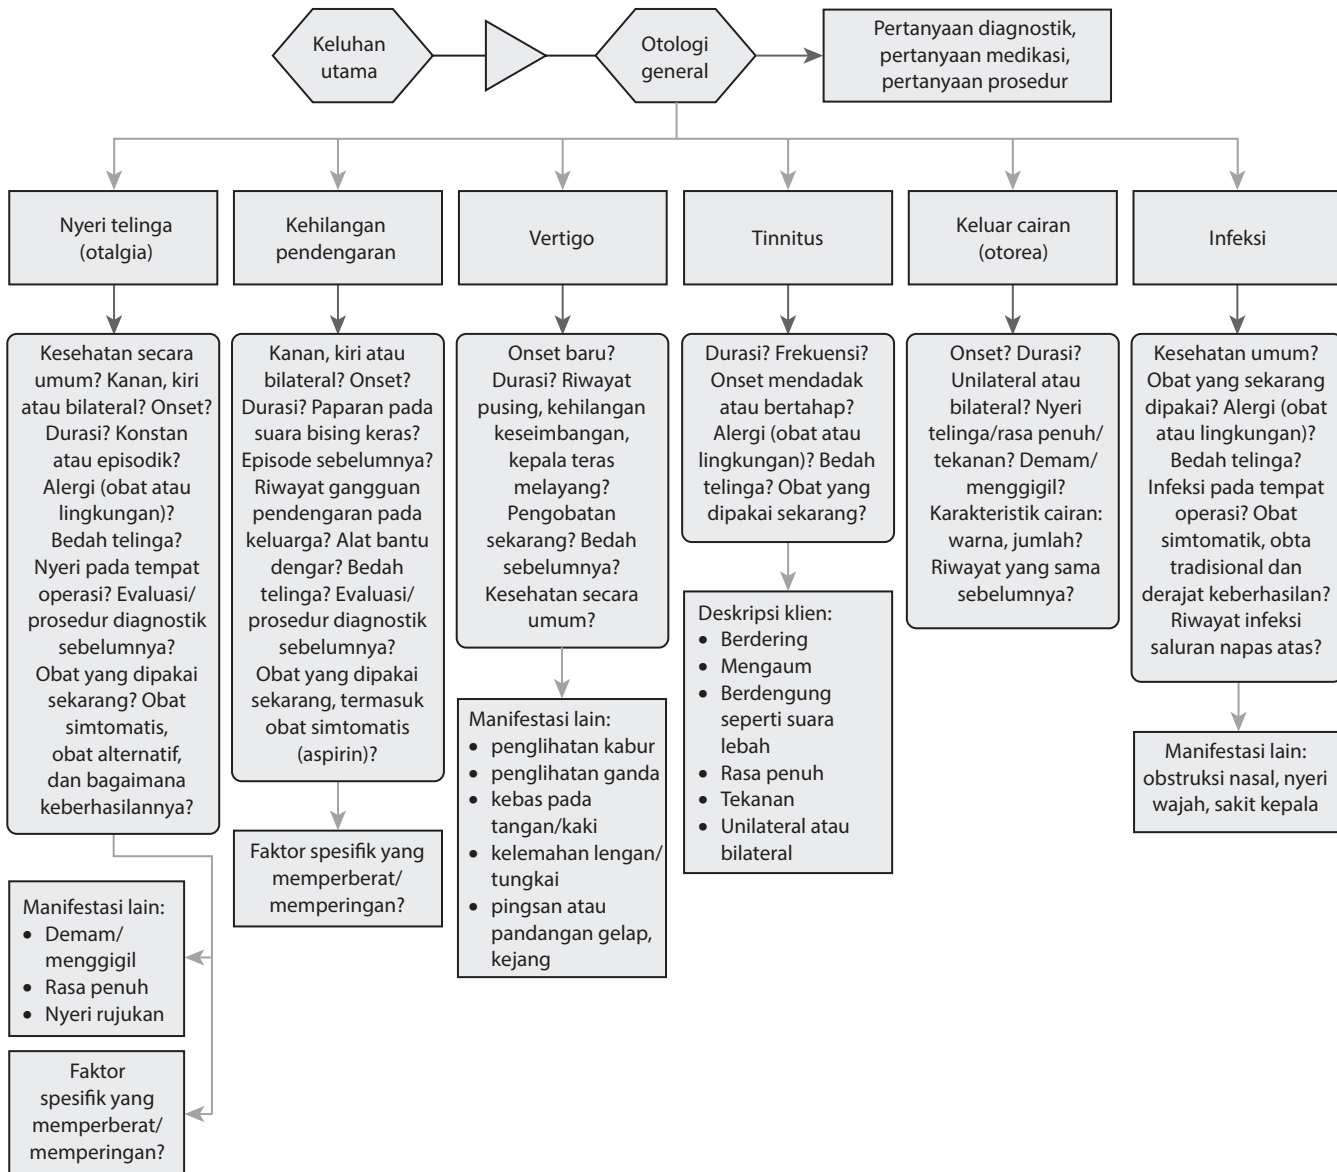 Keluhan
utama
Otologi
general
Pertanyaan diagnostik,
pertanyaan medikasi,
pertanyaan prosedur
Nyeri telinga
(otalgia)
Kehilangan
pendengaran
Vertigo
Tinnitus
Keluar cairan
(otorea)
Infeksi
Kesehatan secara
umum? Kanan, kiri
atau bilateral? Onset?
Durasi? Konstan
atau episodik?
Alergi (obat atau
lingkungan)?
Bedah telinga?
Nyeri pada tempat
operasi? Evaluasi/
prosedur diagnostik
sebelumnya?
Obat yang dipakai
sekarang? Obat
simtomatis,
obat alternatif,
dan bagaimana
keberhasilannya?
Kanan, kiri atau
bilateral? Onset?
Durasi? Paparan pada
suara bising keras?
Episode sebelumnya?
Riwayat gangguan
pendengaran pada
keluarga? Alat bantu
dengar? Bedah
telinga? Evaluasi/
prosedur diagnostik
sebelumnya?
Obat yang dipakai
sekarang, termasuk
obat simtomatis
(aspirin)?
Onset baru?
Durasi? Riwayat
pusing, kehilangan
keseimbangan,
kepala teras
melayang?
Pengobatan
sekarang? Bedah
sebelumnya?
Kesehatan secara
umum?
Durasi? Frekuensi?
Onset mendadak
atau bertahap?
Alergi (obat atau
lingkungan)? Bedah
telinga? Obat yang
dipakai sekarang?
Onset? Durasi?
Unilateral atau
bilateral? Nyeri
telinga/rasa penuh/
tekanan? Demam/
menggigil?
Karakteristik cairan:
warna, jumlah?
Riwayat yang sama
sebelumnya?
Kesehatan umum?
Obat yang sekarang
dipakai? Alergi (obat
atau lingkungan)?
Bedah telinga?
Infeksi pada tempat
operasi? Obat
simtomatik, obta
tradisional dan
derajat keberhasilan?
Riwayat infeksi
saluran napas atas?
Manifestasi lain:
• Demam/
menggigil
• Rasa penuh
• Nyeri rujukan
Faktor
spesifik yang
memperberat/
memperingan?
Faktor spesifik yang
memperberat/
memperingan?
Manifestasi lain:
• penglihatan kabur
• penglihatan ganda
• kebas pada
tangan/kaki
• kelemahan lengan/
tungkai
• pingsan atau
pandangan gelap,
kejang
Deskripsi klien:
• Berdering
• Mengaum
• Berdengung
seperti suara
lebah
• Rasa penuh
• Tekanan
• Unilateral atau
bilateral
Manifestasi lain:
obstruksi nasal, nyeri
wajah, sakit kepala